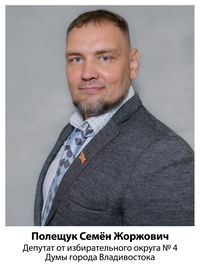 Полещук Семён Жоржович
Депутат от избирательного округа № 4
Думы города Владивостока